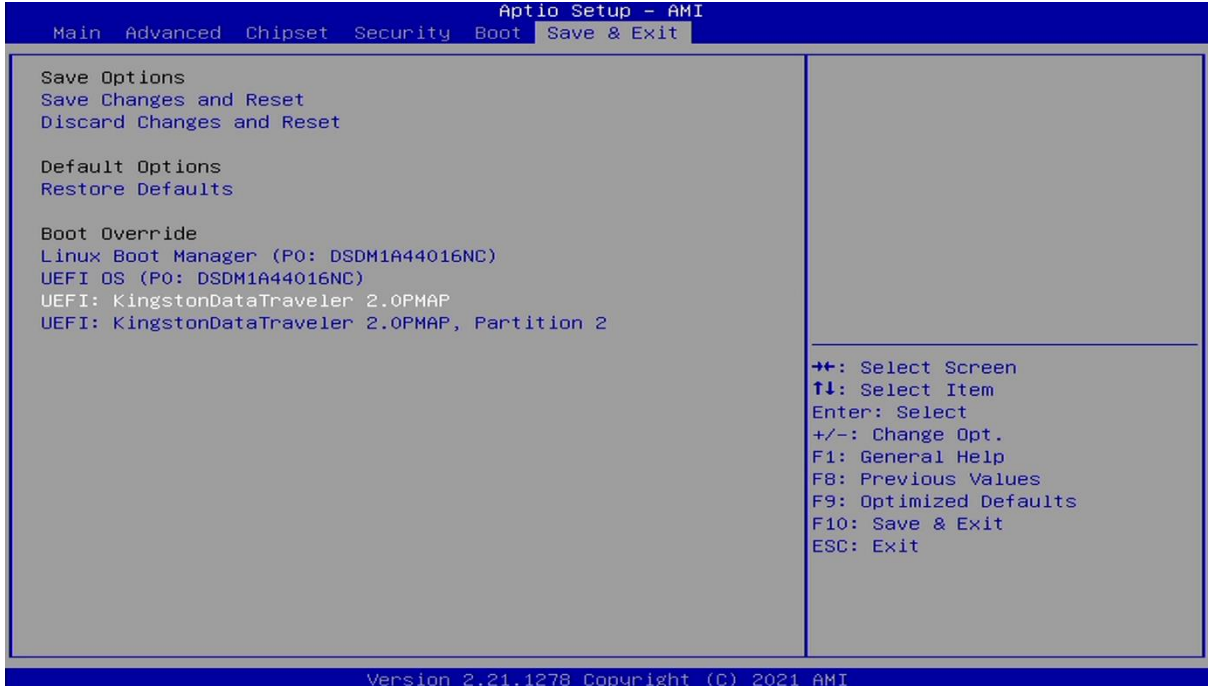 Aptio Setup – AMI
Main Advanced Chipset Security Boot Save & Exit
Save Options
Save Changes and Reset
Discard Changes and Reset
Default Options
Restore Defaults
Boot Override
Linux Boot Manager (P0: DSDM1A44016NC)
UEFI OS (P0: DSDM1A44016NC)
UEFI: KingstonDataTraveler 2.0PMAP
UEFI: KingstonDataTraveler 2.0PMAP, Partition 2
→←: Select Screen
↑↓: Select Item
Enter: Select
+/-: Change Opt.
F1: General Help
F8: Previous Values
F9: Optimized Defaults
F10: Save & Exit
ESC: Exit
Version 2.21.1278 Copyright (C) 2021 AMI